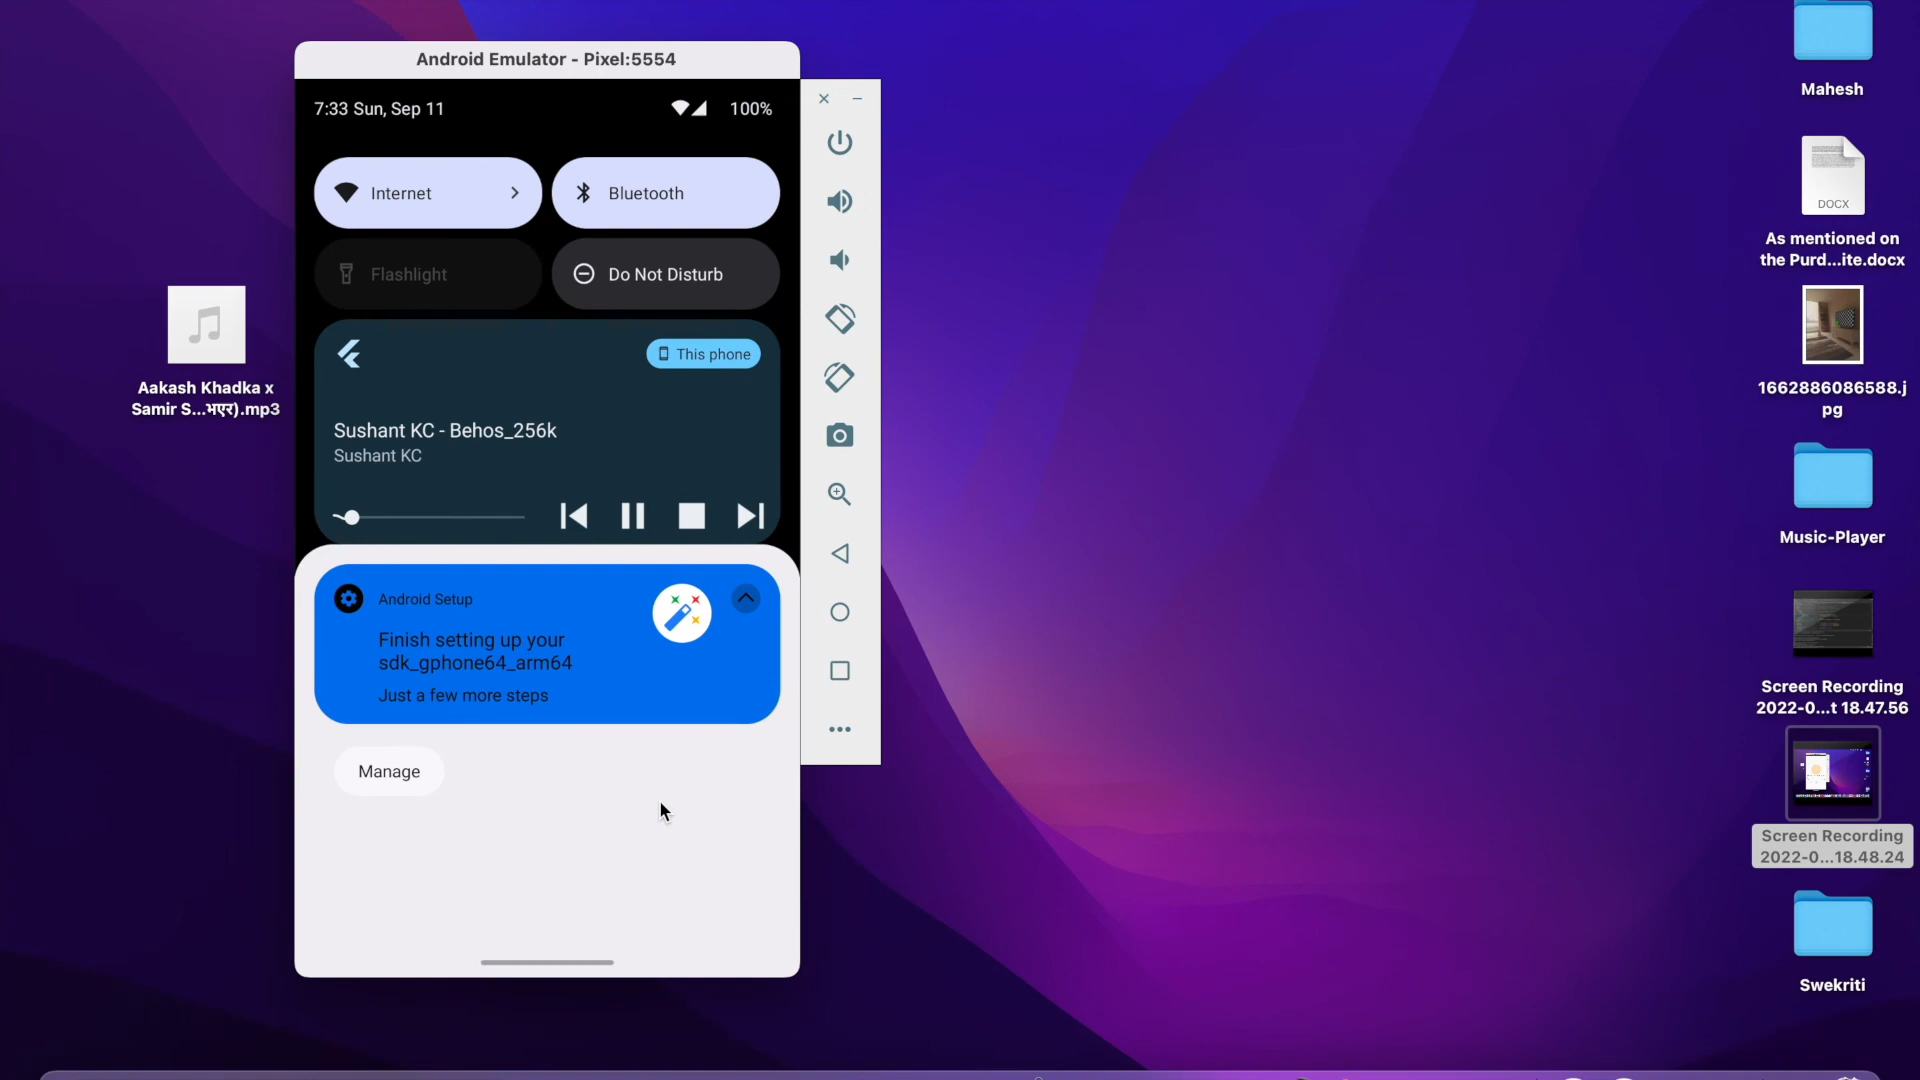 Android Emulator - Pixel:5554
7:33 Sun, Sep 11
100%
Internet
Bluetooth
Flashlight
Do Not Disturb
This phone
Sushant KC - Behos_256k
Sushant KC
Android Setup
Finish setting up your
sdk_gphone64_arm64
Just a few more steps
Manage
Aakash Khadka x
Samir S...भएर).mp3
Mahesh
DOCX
As mentioned on
the Purd...ite.docx
1662886086588.j
pg
Music-Player
Screen Recording
2022-0...t 18.47.56
Screen Recording
2022-0...18.48.24
Swekriti